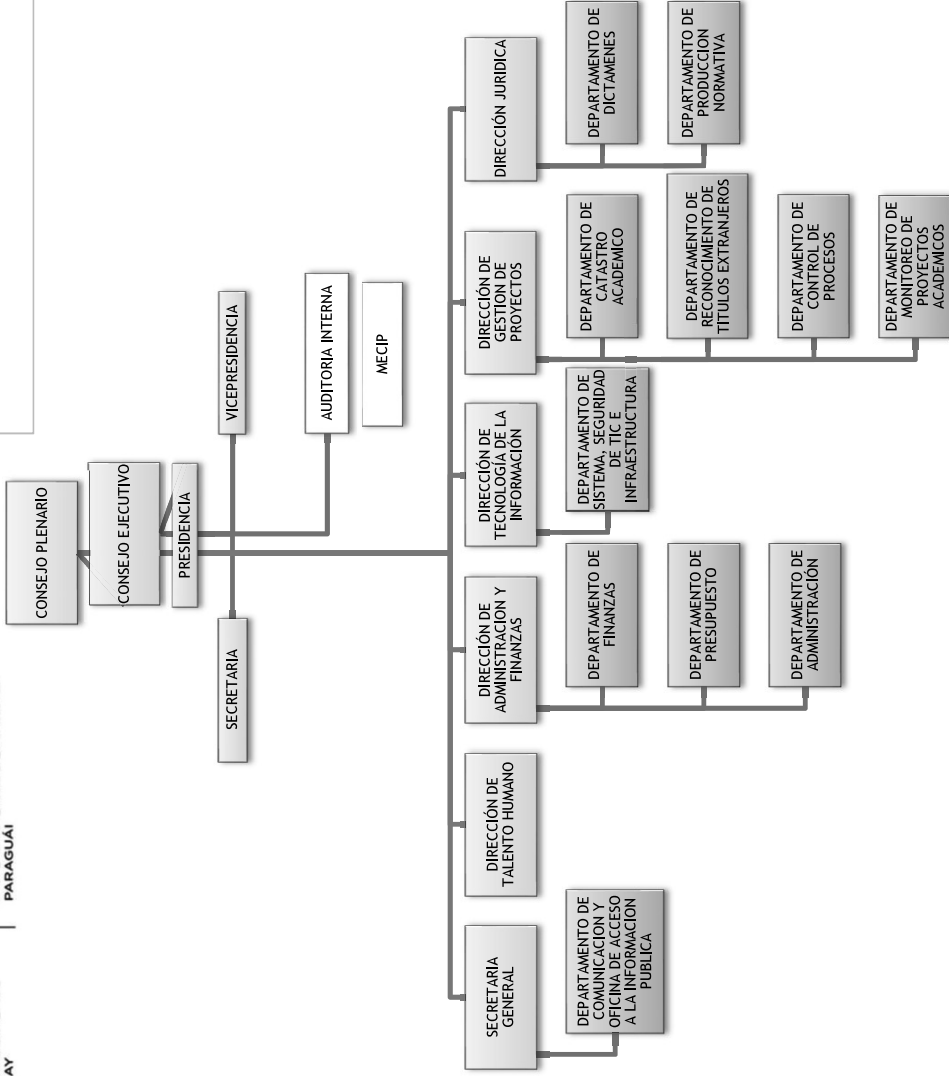 AY
PARAGUÁI
CONSEJO PLENARIO
CONSEJO EJECUTIVO
PRESIDENCIA
SECRETARIA
VICEPRESIDENCIA
AUDITORIA INTERNA
MECIP
SECRETARIA
GENERAL
DIRECCIÓN DE
TALENTO HUMANO
DIRECCIÓN DE
ADMINISTRACION Y
FINANZAS
DIRECCIÓN DE
TECNOLOGÍA DE LA
INFORMACIÓN
DIRECCIÓN DE
GESTION DE
PROYECTOS
DIRECCIÓN JURIDICA
DEPARTAMENTO DE
COMUNICACION Y
OFICINA DE ACCESO
A LA INFORMACION
PUBLICA
DEPARTAMENTO DE
FINANZAS
DEPARTAMENTO DE
PRESUPUESTO
DEPARTAMENTO DE
ADMINISTRACIÓN
DEPARTAMENTO DE
SISTEMA, SEGURIDAD
DE TIC E
INFRAESTRUCTURA
DEPARTAMENTO DE
CATASTRO
ACADEMICO
DEPARTAMENTO DE
RECONOCIMIENTO DE
TITULOS EXTRANJEROS
DEPARTAMENTO DE
CONTROL DE
PROCESOS
DEPARTAMENTO DE
MONITOREO DE
PROYECTOS
ACADEMICOS
DEPARTAMENTO DE
DICTAMENES
DEPARTAMENTO DE
PRODUCCION
NORMATIVA